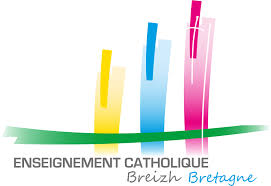 ENSEIGNEMENT CATHOLIQUE
Breizh Bretagne